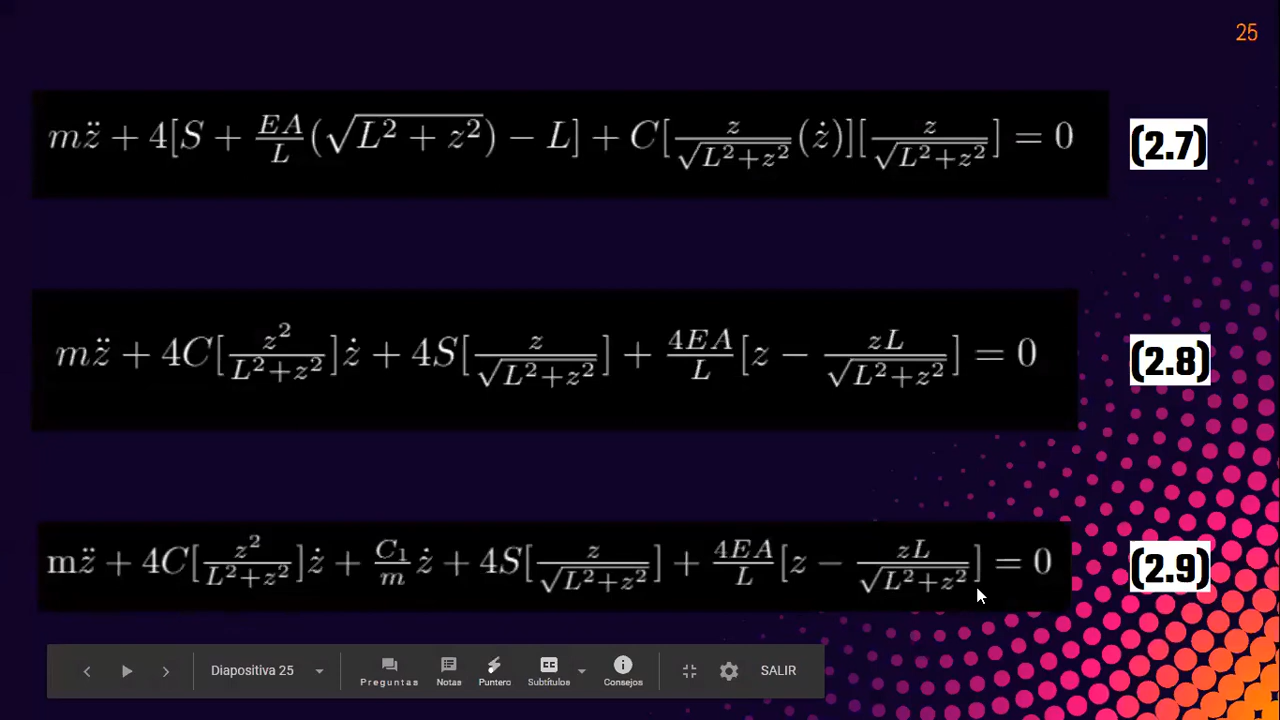 25
m\ddot{z} + 4[S + \frac{EA}{L}(\sqrt{L^2 + z^2}) - L] + C[\frac{z}{\sqrt{L^2+z^2}}(\dot{z})][\frac{z}{\sqrt{L^2+z^2}}] = 0 (2.7)
m\ddot{z} + 4C[\frac{z^2}{L^2+z^2}]\dot{z} + 4S[\frac{z}{\sqrt{L^2+z^2}}] + \frac{4EA}{L}[z - \frac{zL}{\sqrt{L^2+z^2}}] = 0 (2.8)
m\ddot{z} + 4C[\frac{z^2}{L^2+z^2}]\dot{z} + \frac{C_1}{m}\dot{z} + 4S[\frac{z}{\sqrt{L^2+z^2}}] + \frac{4EA}{L}[z - \frac{zL}{\sqrt{L^2+z^2}}] = 0 (2.9)
Diapositiva 25 Preguntas Notas Puntero Subtítulos Consejos SALIR